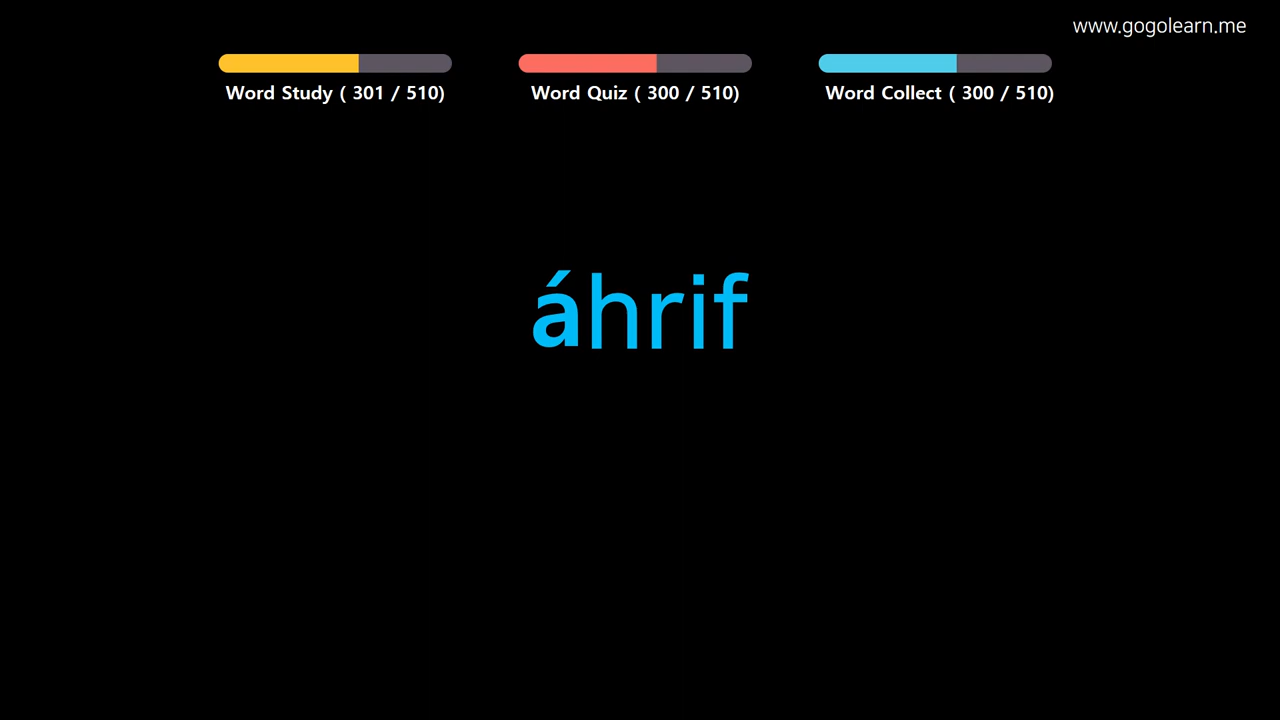 www.gogolearn.me
Word Study ( 301 / 510)
Word Quiz ( 300 / 510)
Word Collect ( 300 / 510)
áhrif